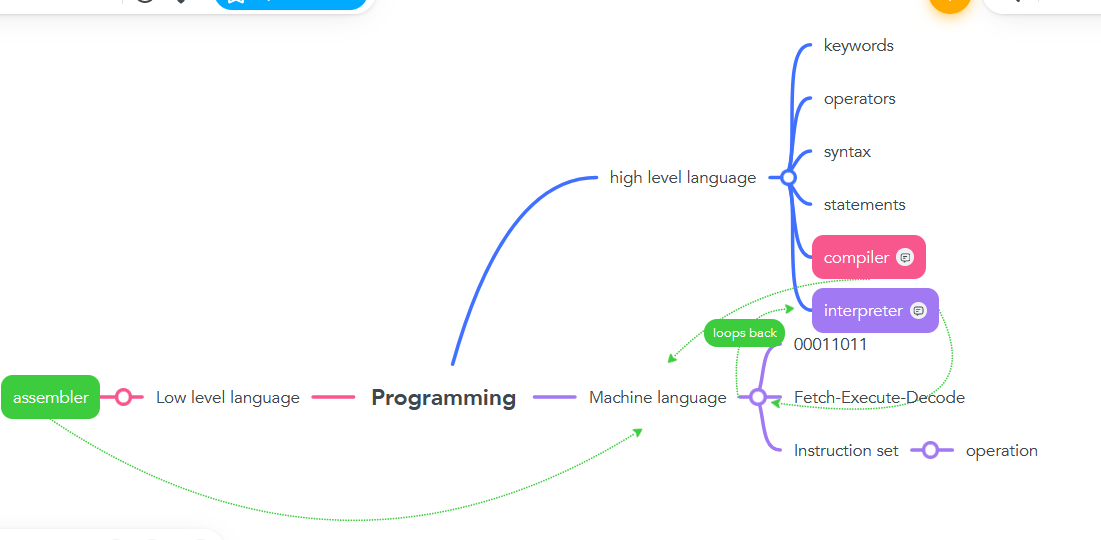 keywords
operators
syntax
high level language
statements
compiler
interpreter
loops back
00011011
assembler
Low level language
Programming
Machine language
Fetch-Execute-Decode
Instruction set
operation